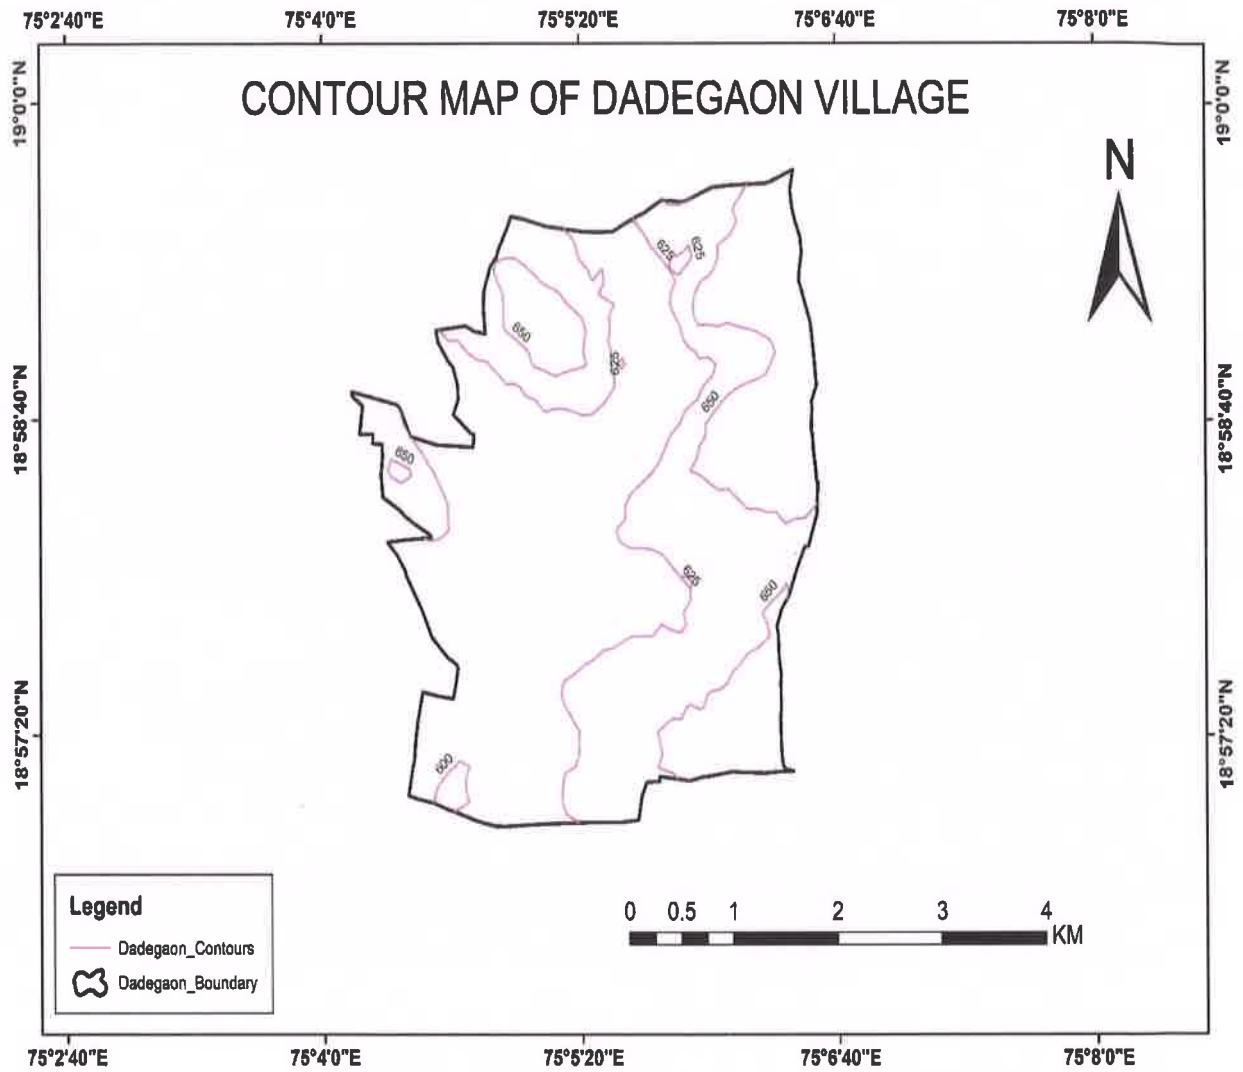 75°2'40"E 75°4'0"E 75°5'20"E 75°6'40"E 75°8'0"E
CONTOUR MAP OF DADEGAON VILLAGE
19°0'0"N
19°0'0"N
N
625
625
650
625
650
18°58'40"N
18°58'40"N
650
625
650
18°57'20"N
18°57'20"N
600
Legend
Dadegaon_Contours
Dadegaon_Boundary
0 0.5 1 2 3 4
KM
75°2'40"E 75°4'0"E 75°5'20"E 75°6'40"E 75°8'0"E